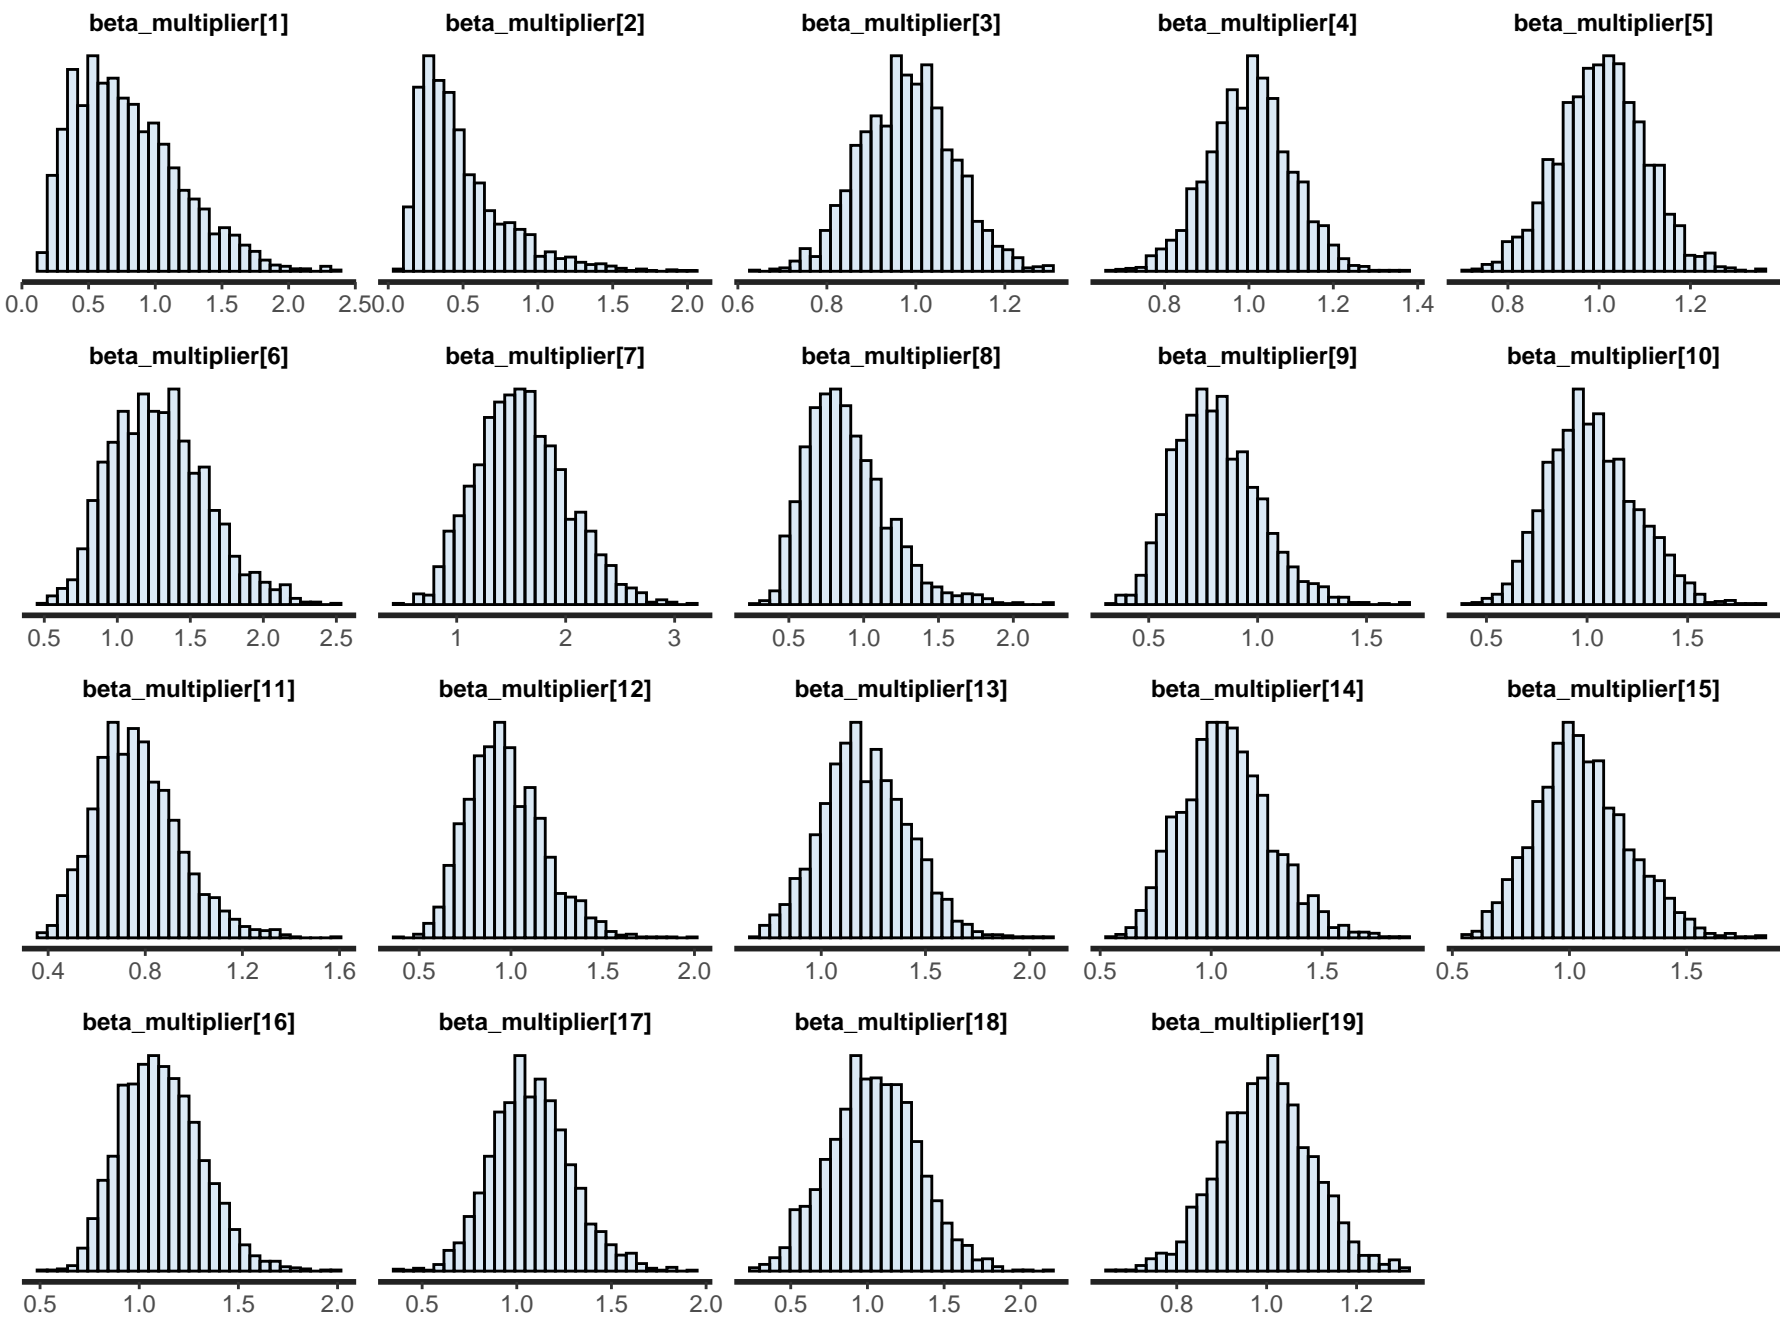 beta_multiplier[1] beta_multiplier[2] beta_multiplier[3] beta_multiplier[4] beta_multiplier[5]
0.0 0.5 1.0 1.5 2.0 2.5 0.0 0.5 1.0 1.5 2.0 0.6 0.8 1.0 1.2 0.8 1.0 1.2 1.4 0.8 1.0 1.2
beta_multiplier[6] beta_multiplier[7] beta_multiplier[8] beta_multiplier[9] beta_multiplier[10]
0.5 1.0 1.5 2.0 2.5 1 2 3 0.5 1.0 1.5 2.0 0.5 1.0 1.5 0.5 1.0 1.5
beta_multiplier[11] beta_multiplier[12] beta_multiplier[13] beta_multiplier[14] beta_multiplier[15]
0.4 0.8 1.2 1.6 0.5 1.0 1.5 2.0 1.0 1.5 2.0 0.5 1.0 1.5 0.5 1.0 1.5
beta_multiplier[16] beta_multiplier[17] beta_multiplier[18] beta_multiplier[19]
0.5 1.0 1.5 2.0 0.5 1.0 1.5 2.0 0.5 1.0 1.5 2.0 0.8 1.0 1.2